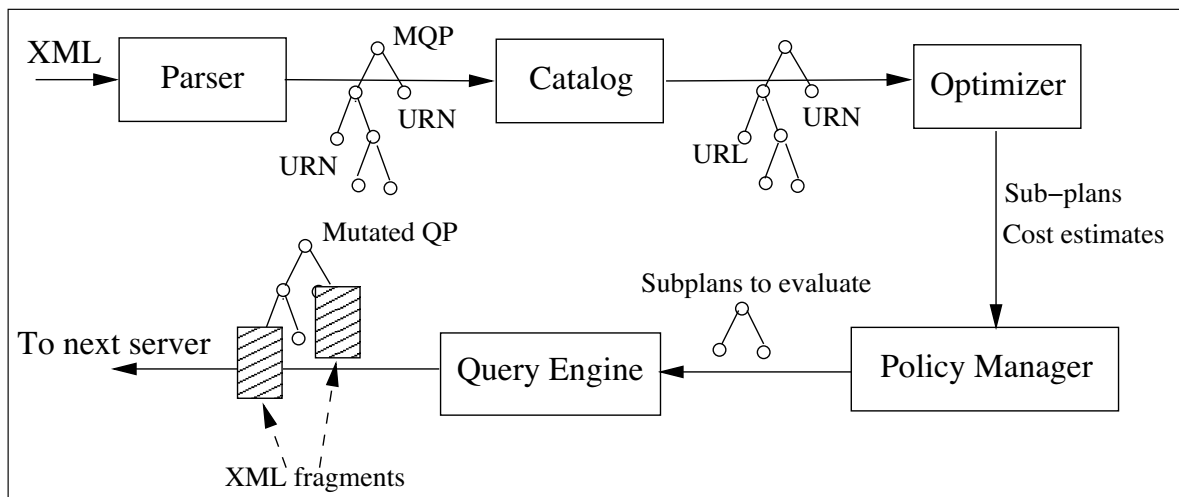 XML
Parser
MQP
URN
URN
Catalog
URN
URL
Optimizer
Sub−plans
Cost estimates
Mutated QP
Subplans to evaluate
To next server
Query Engine
Policy Manager
XML fragments